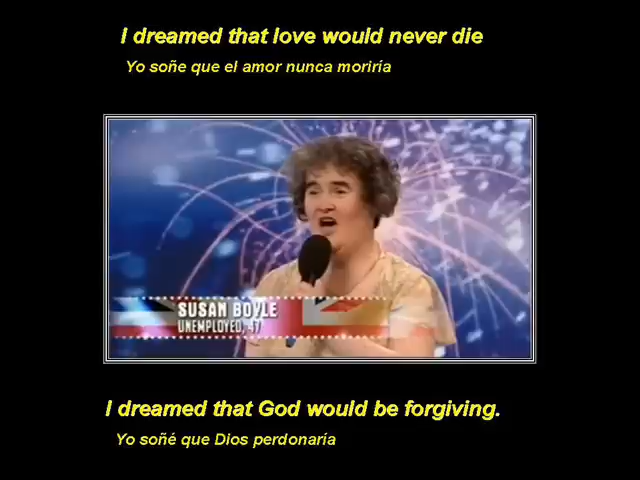 I dreamed that love would never die
Yo soñe que el amor nunca moriría
SUSAN BOYLE
UNEMPLOYED, 47
I dreamed that God would be forgiving.
Yo soñé que Dios perdonaría